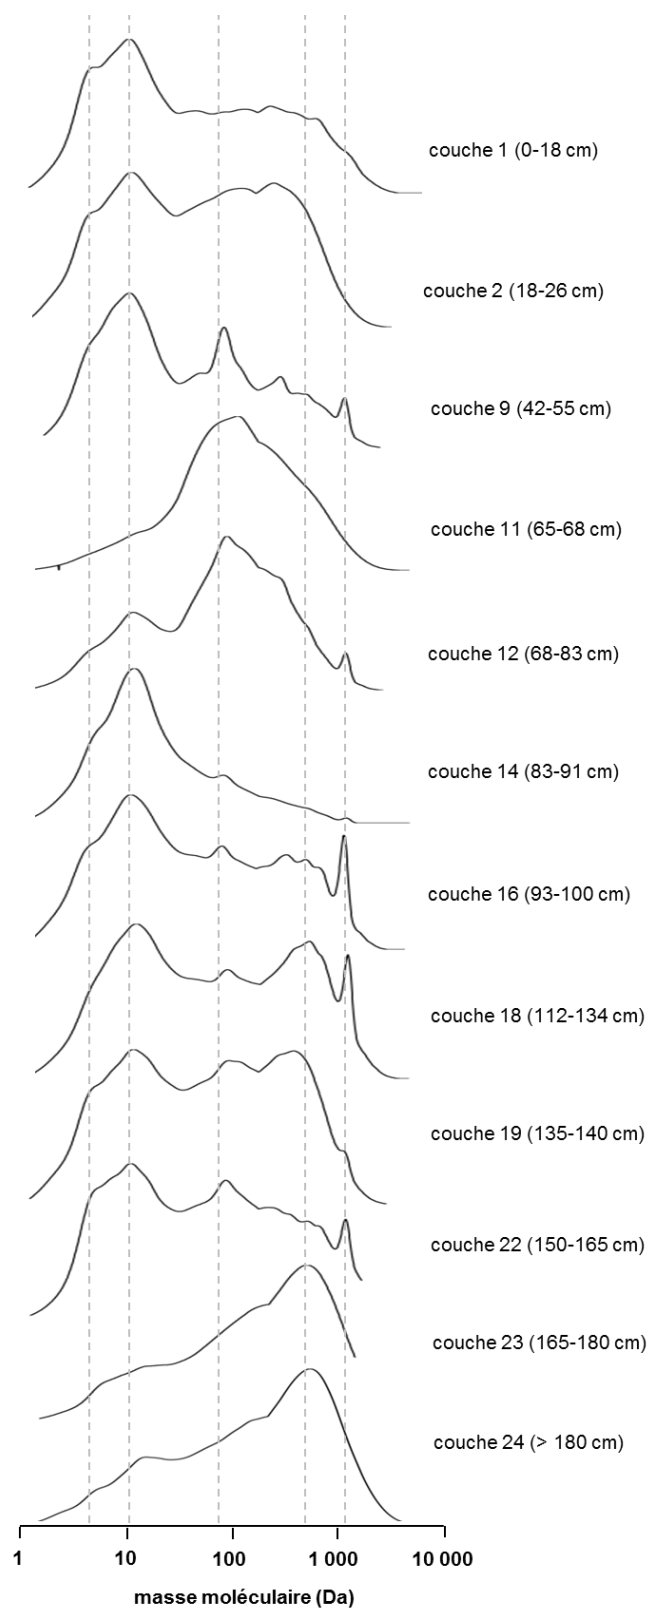 couche 1 (0-18 cm)
couche 2 (18-26 cm)
couche 9 (42-55 cm)
couche 11 (65-68 cm)
couche 12 (68-83 cm)
couche 14 (83-91 cm)
couche 16 (93-100 cm)
couche 18 (112-134 cm)
couche 19 (135-140 cm)
couche 22 (150-165 cm)
couche 23 (165-180 cm)
couche 24 (> 180 cm)
1 10 100 1 000 10 000
masse moléculaire (Da)